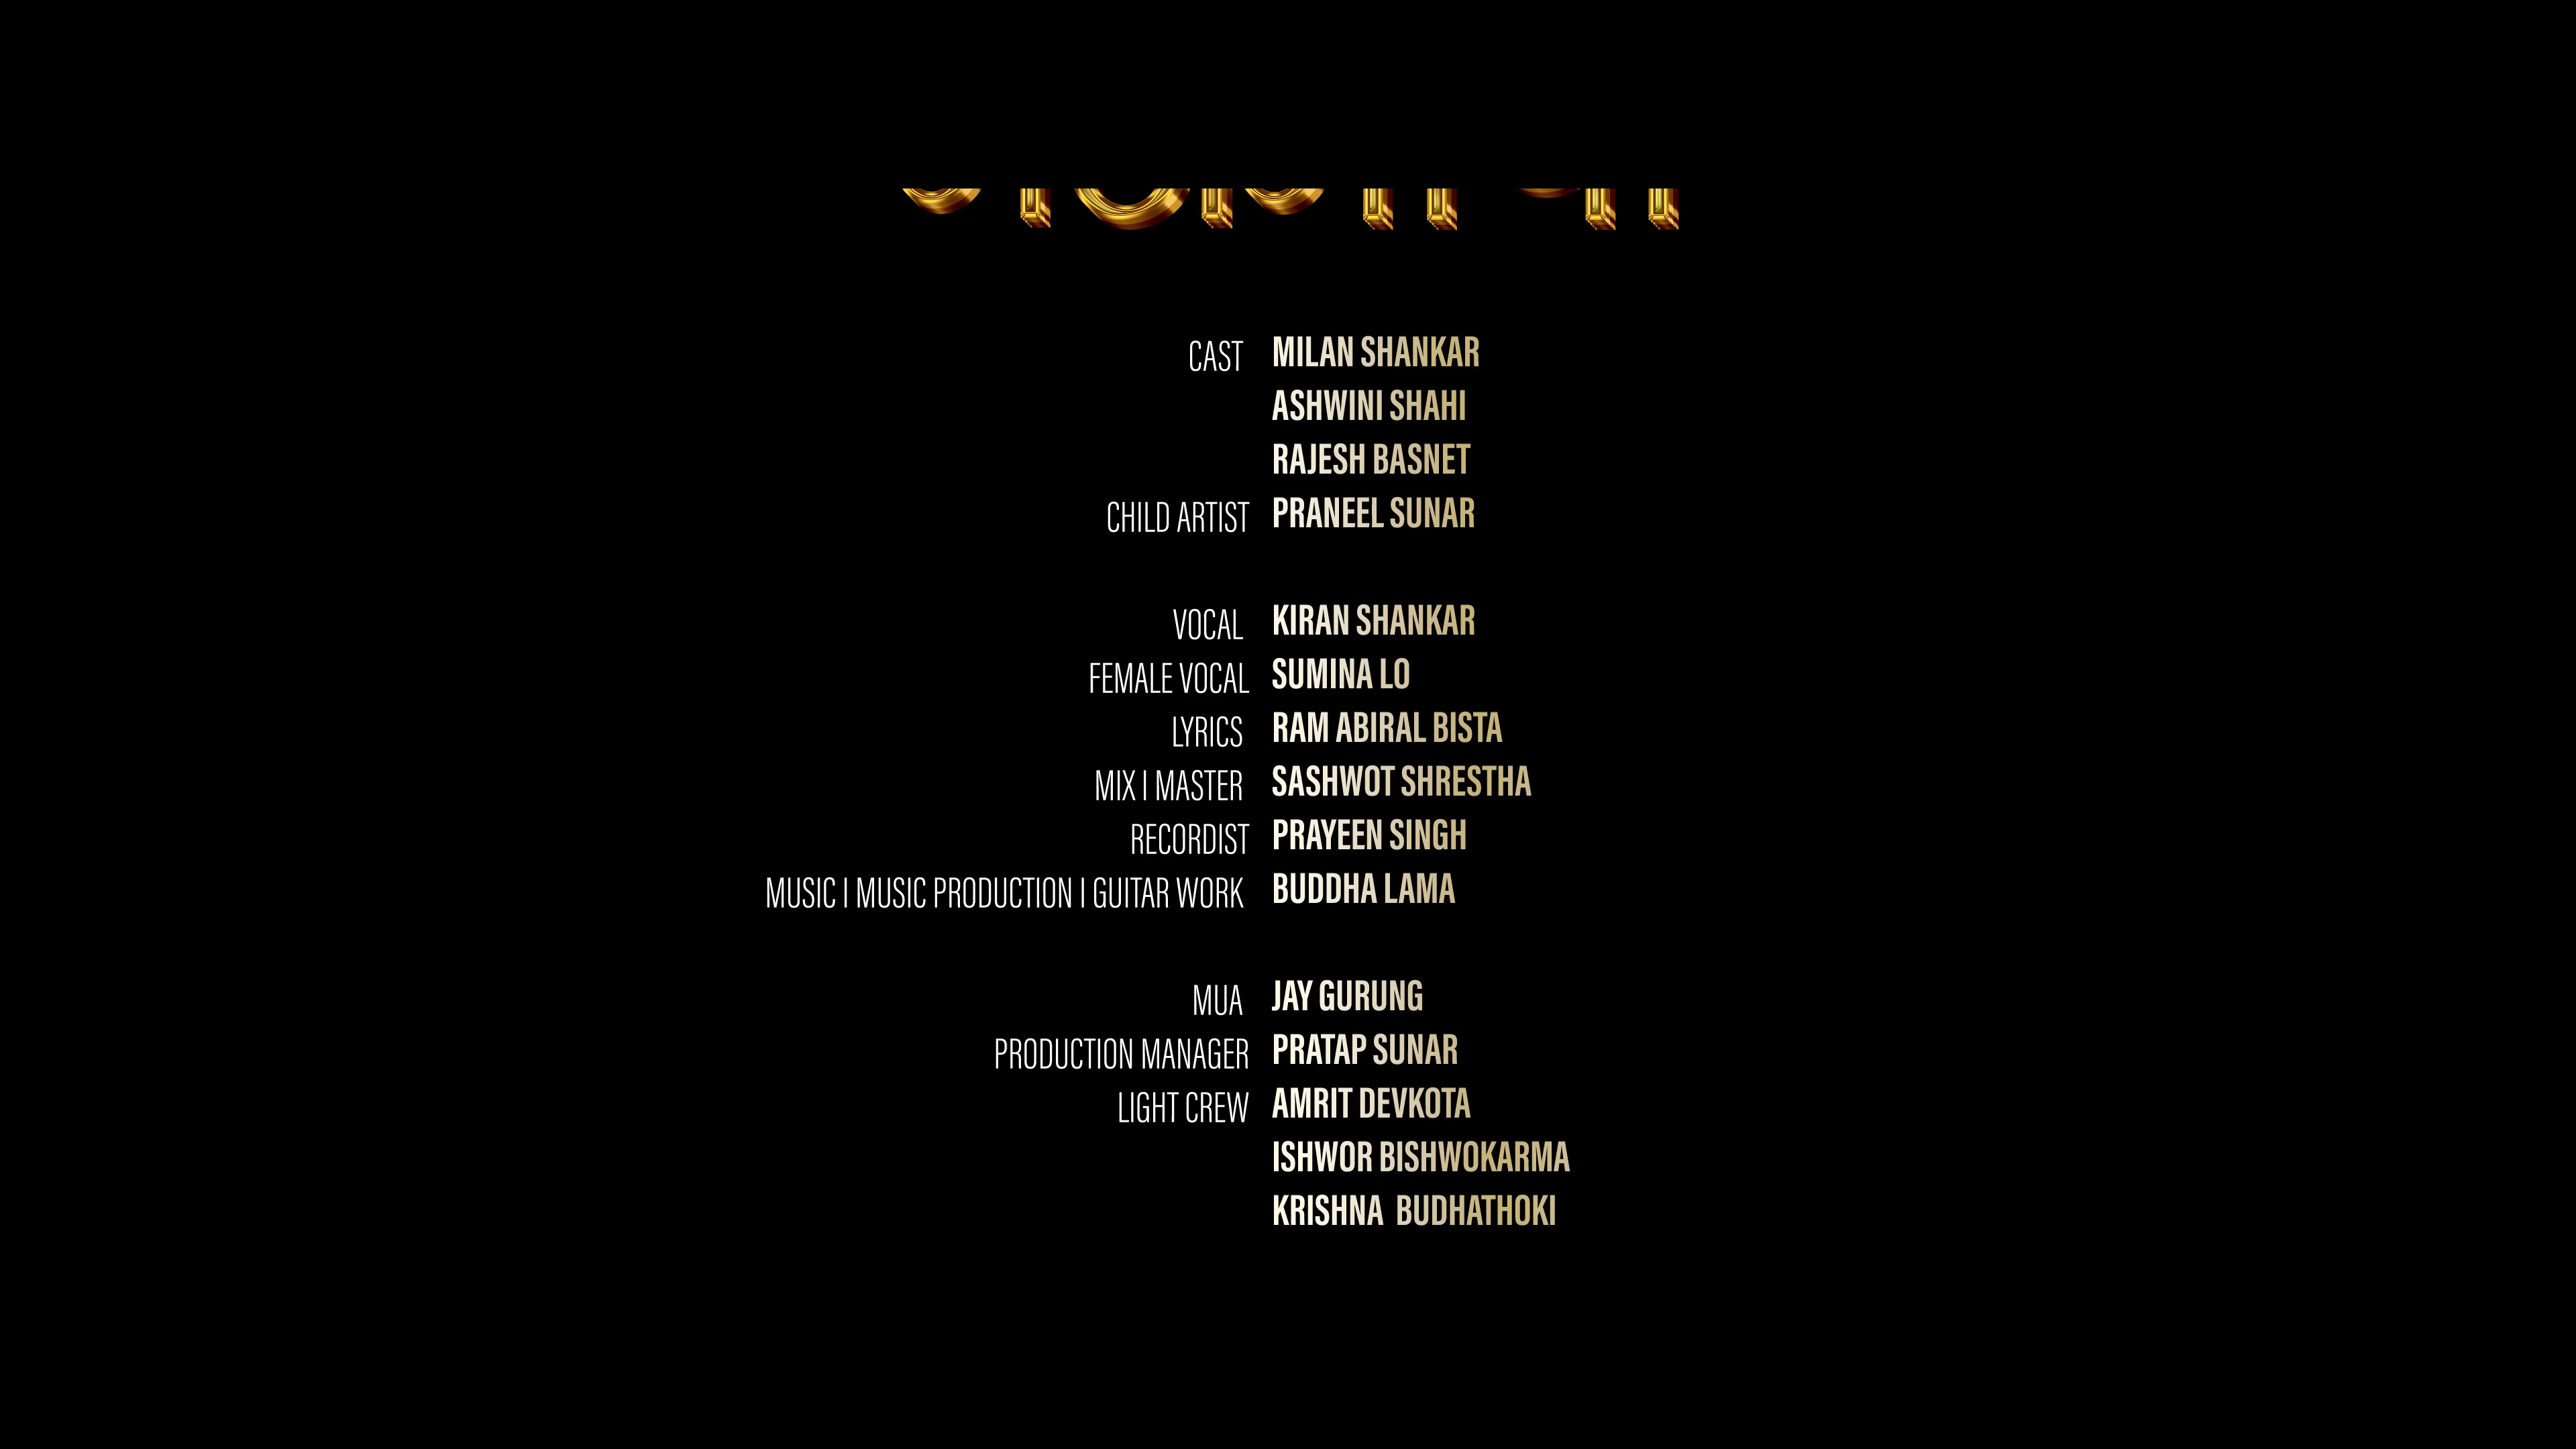 CAST MILAN SHANKAR
ASHWINI SHAHI
RAJESH BASNET
CHILD ARTIST PRANEEL SUNAR
VOCAL KIRAN SHANKAR
FEMALE VOCAL SUMINA LO
LYRICS RAM ABIRAL BISTA
MIX I MASTER SASHWOT SHRESTHA
RECORDIST PRAYEEN SINGH
MUSIC I MUSIC PRODUCTION I GUITAR WORK BUDDHA LAMA
MUA JAY GURUNG
PRODUCTION MANAGER PRATAP SUNAR
LIGHT CREW AMRIT DEVKOTA
ISHWOR BISHWOKARMA
KRISHNA BUDHATHOKI